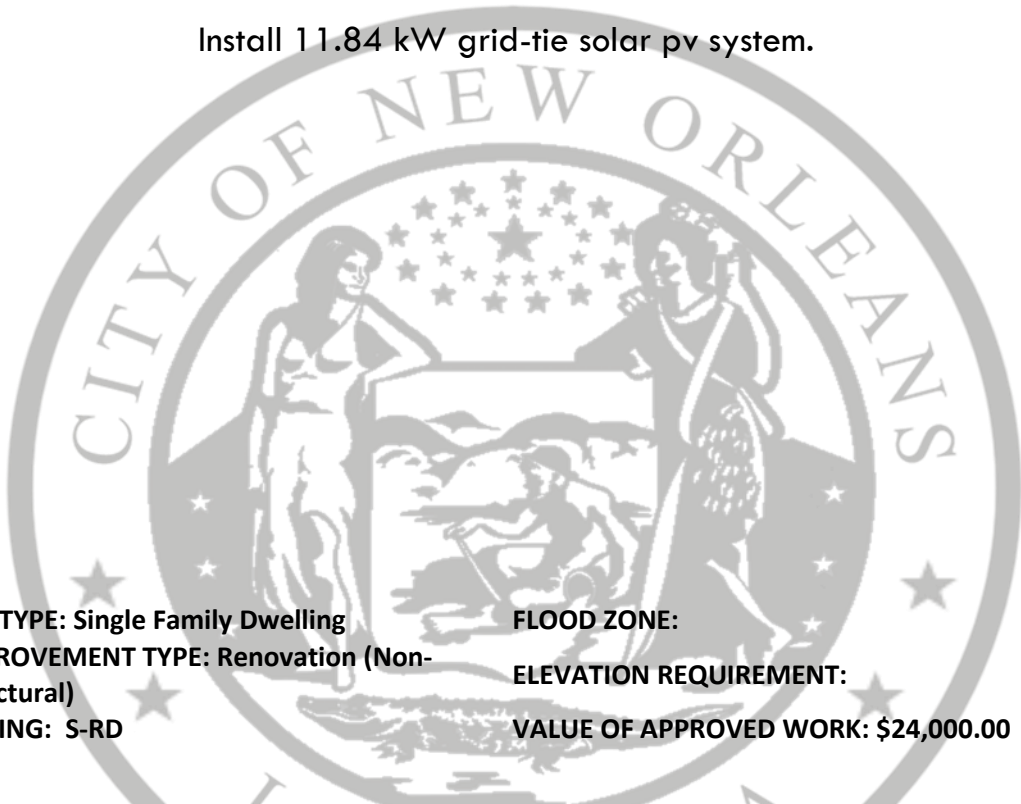 Install 11.84 kW grid-tie solar pv system.
CITY OF NEW ORLEANS
TYPE: Single Family Dwelling
ROVEMENT TYPE: Renovation (Non-
ctural)
ING: S-RD
FLOOD ZONE:
ELEVATION REQUIREMENT:
VALUE OF APPROVED WORK: $24,000.00